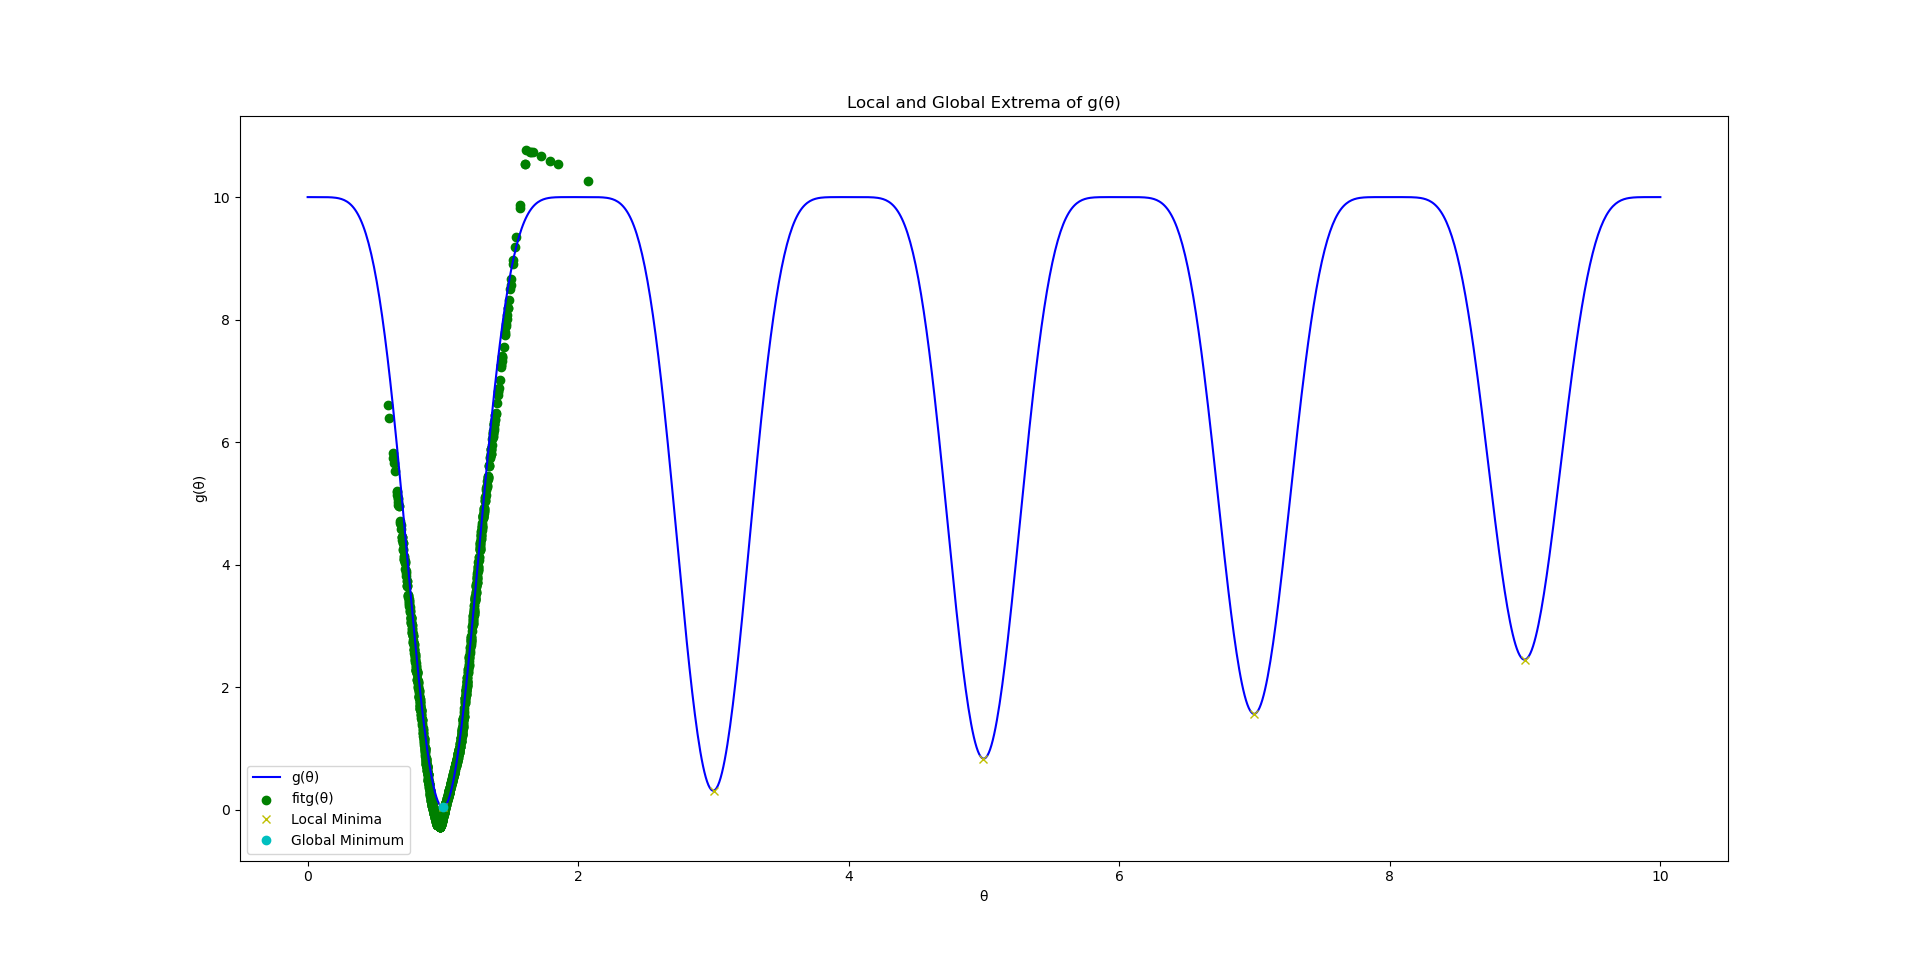 Local and Global Extrema of g(θ)
10
8
6
4
2
0
g(θ)
g(θ)
fitg(θ)
Local Minima
Global Minimum
0 2 4 6 8 10
θ